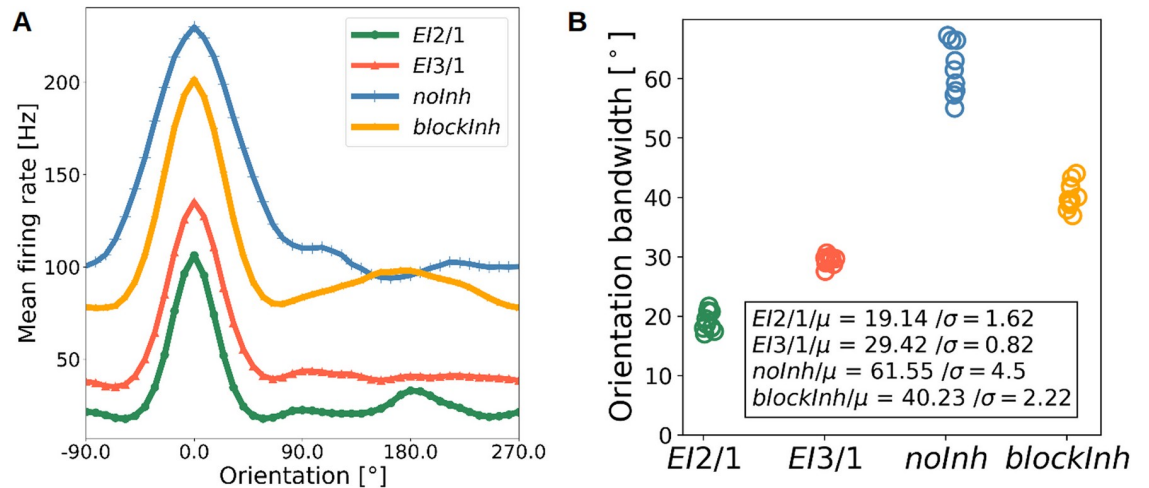 A
Mean firing rate [Hz]
200
150
100
50
-90.0 0.0 90.0 180.0 270.0
Orientation [°]
EI2/1
EI3/1
noInh
blockInh
B
Orientation bandwidth [°]
60
50
40
30
20
10
0
EI2/1/μ = 19.14 /σ = 1.62
EI3/1/μ = 29.42 /σ = 0.82
noInh/μ = 61.55 /σ = 4.5
blockInh/μ = 40.23 /σ = 2.22
EI2/1 EI3/1 noInh blockInh